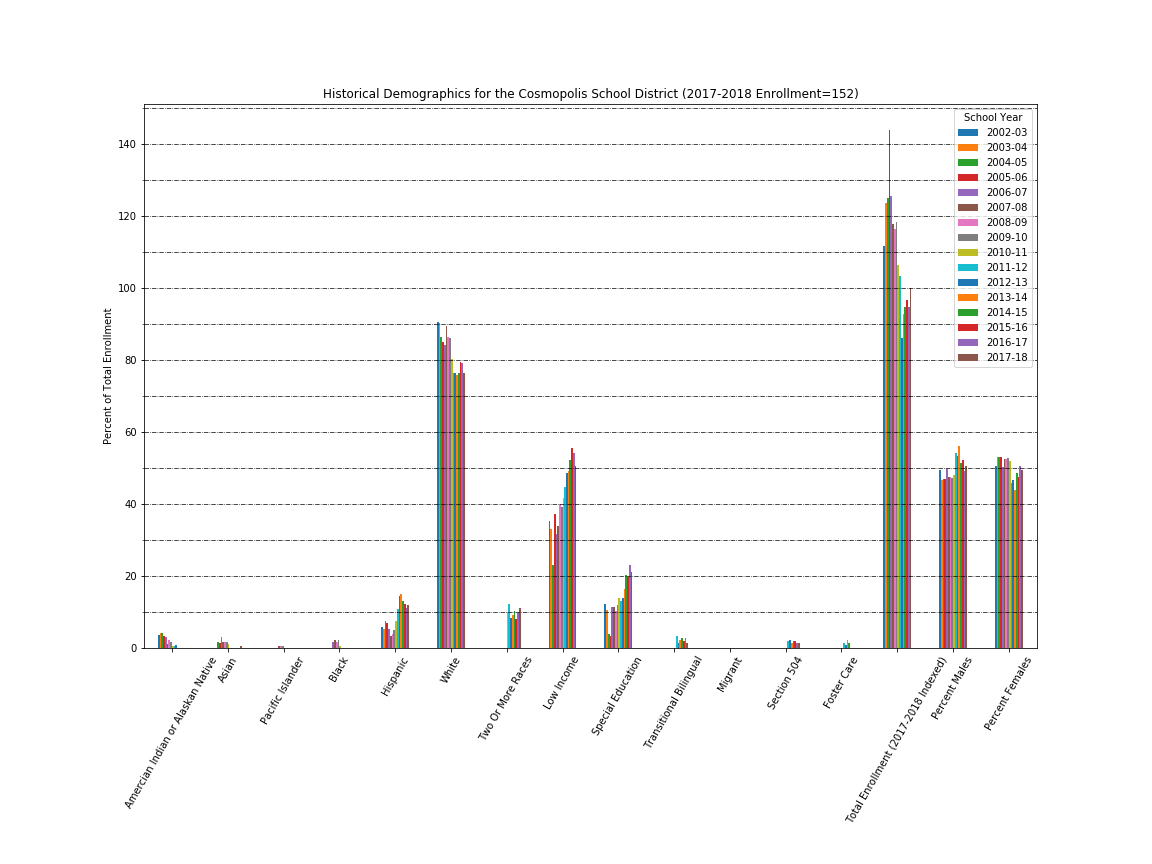 Historical Demographics for the Cosmopolis School District (2017-2018 Enrollment=152)
Percent of Total Enrollment
140
120
100
80
60
40
20
0
School Year
2002-03
2003-04
2004-05
2005-06
2006-07
2007-08
2008-09
2009-10
2010-11
2011-12
2012-13
2013-14
2014-15
2015-16
2016-17
2017-18
Amercian Indian or Alaskan Native
Asian
Pacific Islander
Black
Hispanic
White
Two Or More Races
Low Income
Special Education
Transitional Bilingual
Migrant
Section 504
Foster Care
Total Enrollment (2017-2018 Indexed)
Percent Males
Percent Females